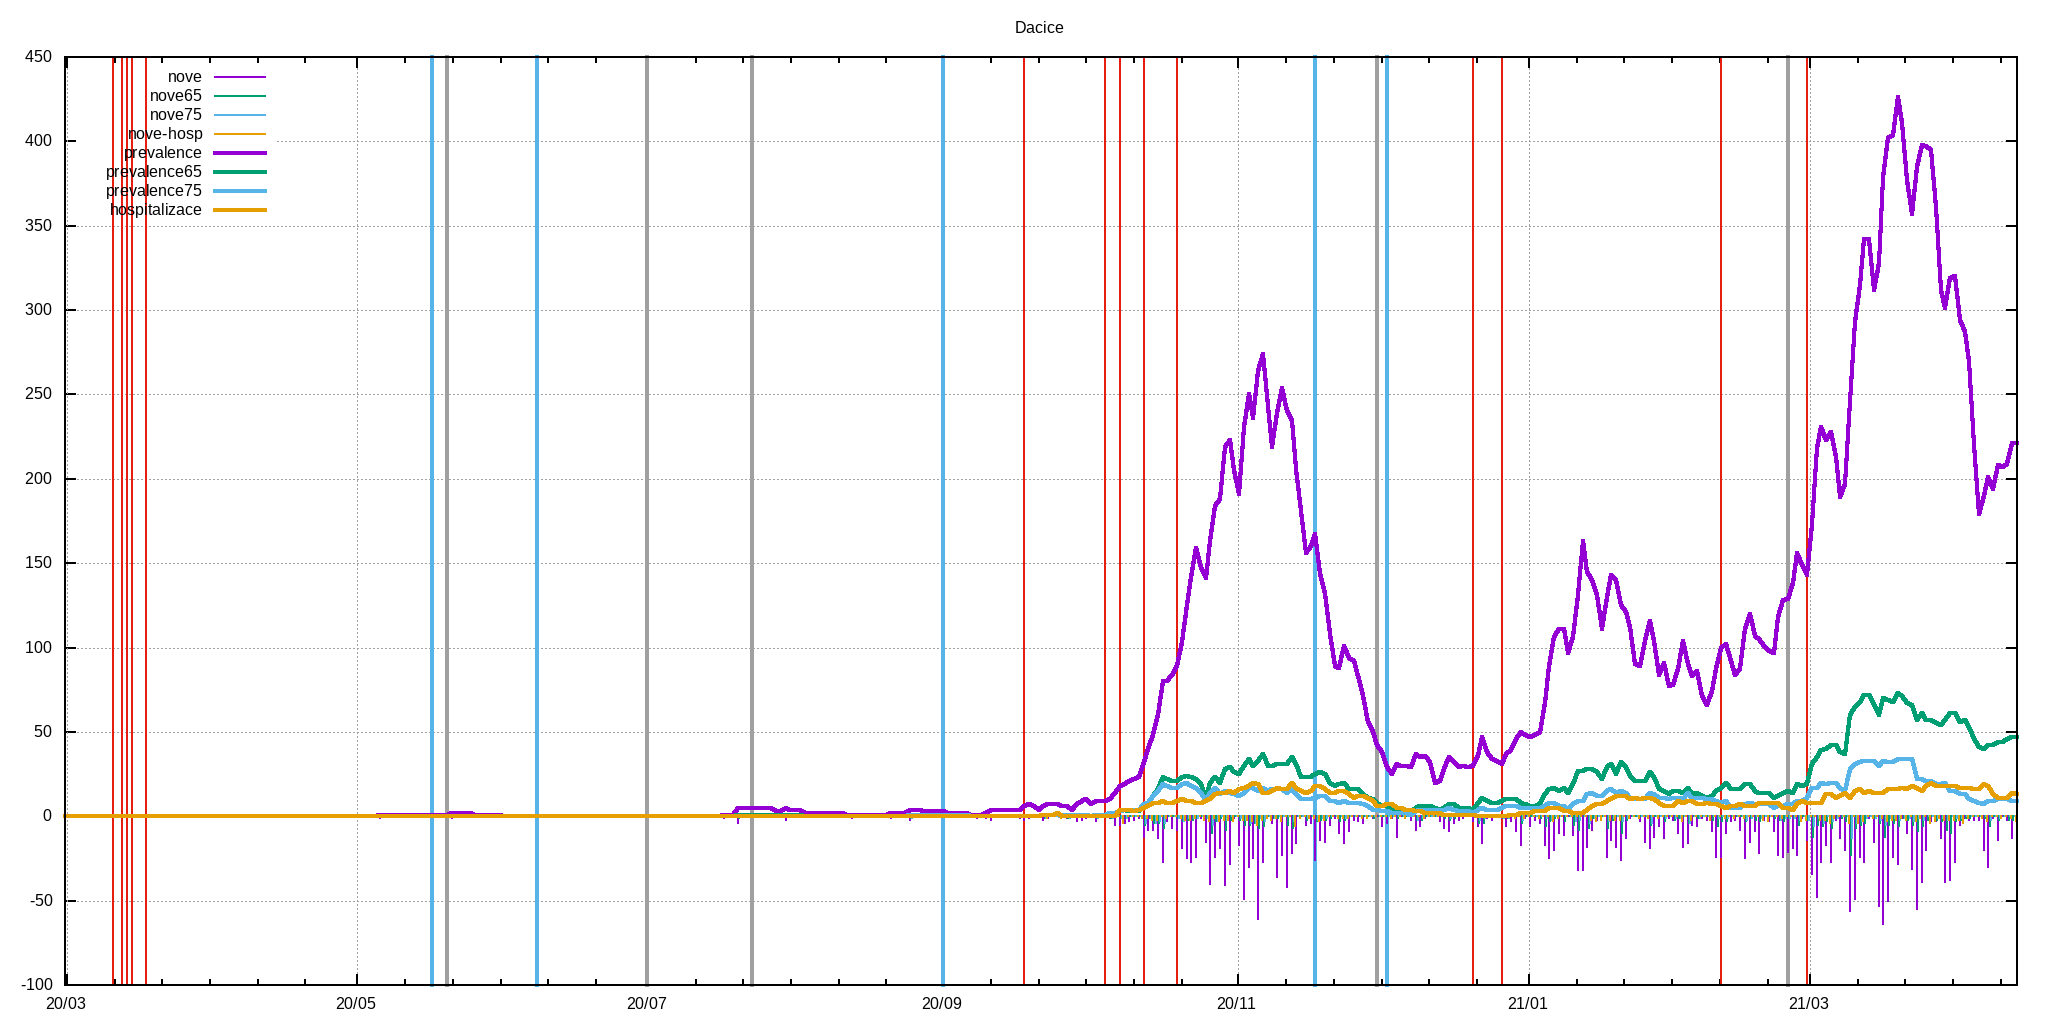 Dacice
450
400
350
300
250
200
150
100
50
0
-50
-100
nove
nove65
nove75
nove-hosp
prevalence
prevalence65
prevalence75
hospitalizace
20/03 20/05 20/07 20/09 20/11 21/01 21/03